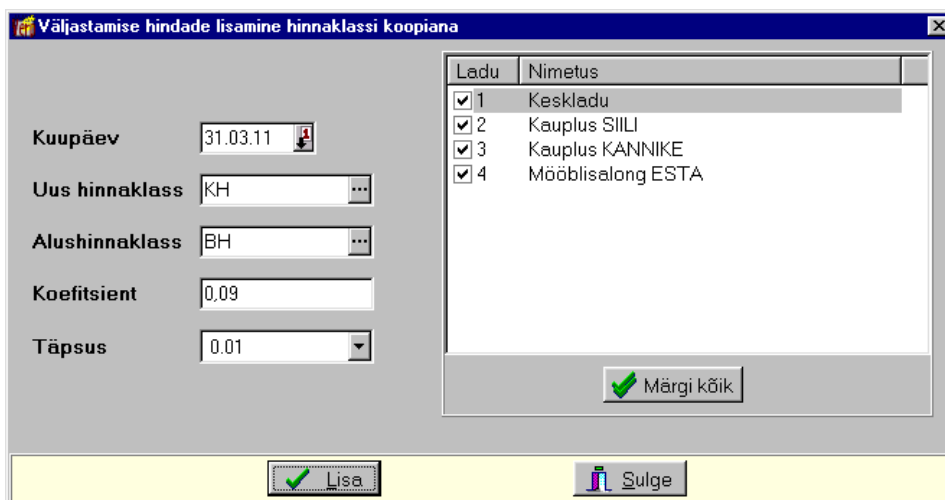 Väljastamise hindade lisamine hinnaklassi koopiana
Kuupäev 31.03.11
Uus hinnaklass KH
Alushinnaklass BH
Koefitsient 0,09
Täpsus 0.01
Ladu Nimetus
1 Keskladu
2 Kauplus SIILI
3 Kauplus KANNIKE
4 Mööblisalong ESTA
Märgi kõik
Lisa Sulge